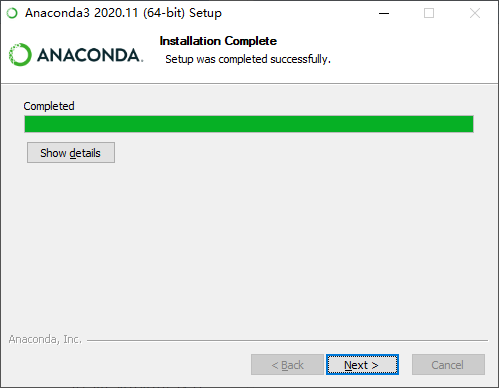 Anaconda3 2020.11 (64-bit) Setup
ANACONDA.
Installation Complete
Setup was completed successfully.
Completed
Show details
Anaconda, Inc.
< Back
Next >
Cancel